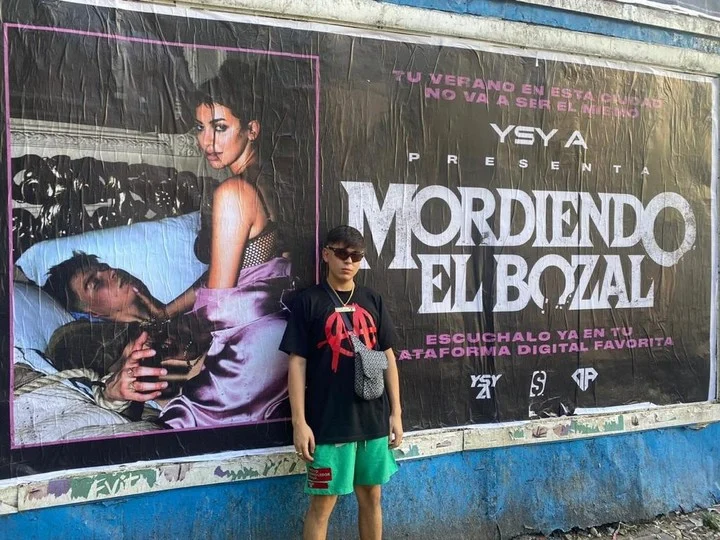 TU VERANO EN ESTA CIUDAD
NO VA A SER EL MISMO
YSY A
PRESENTA
MORDIENDO
EL BOZAL
ESCUCHALO YA EN TU
ATAFORMA DIGITAL FAVORITA
YSY
A